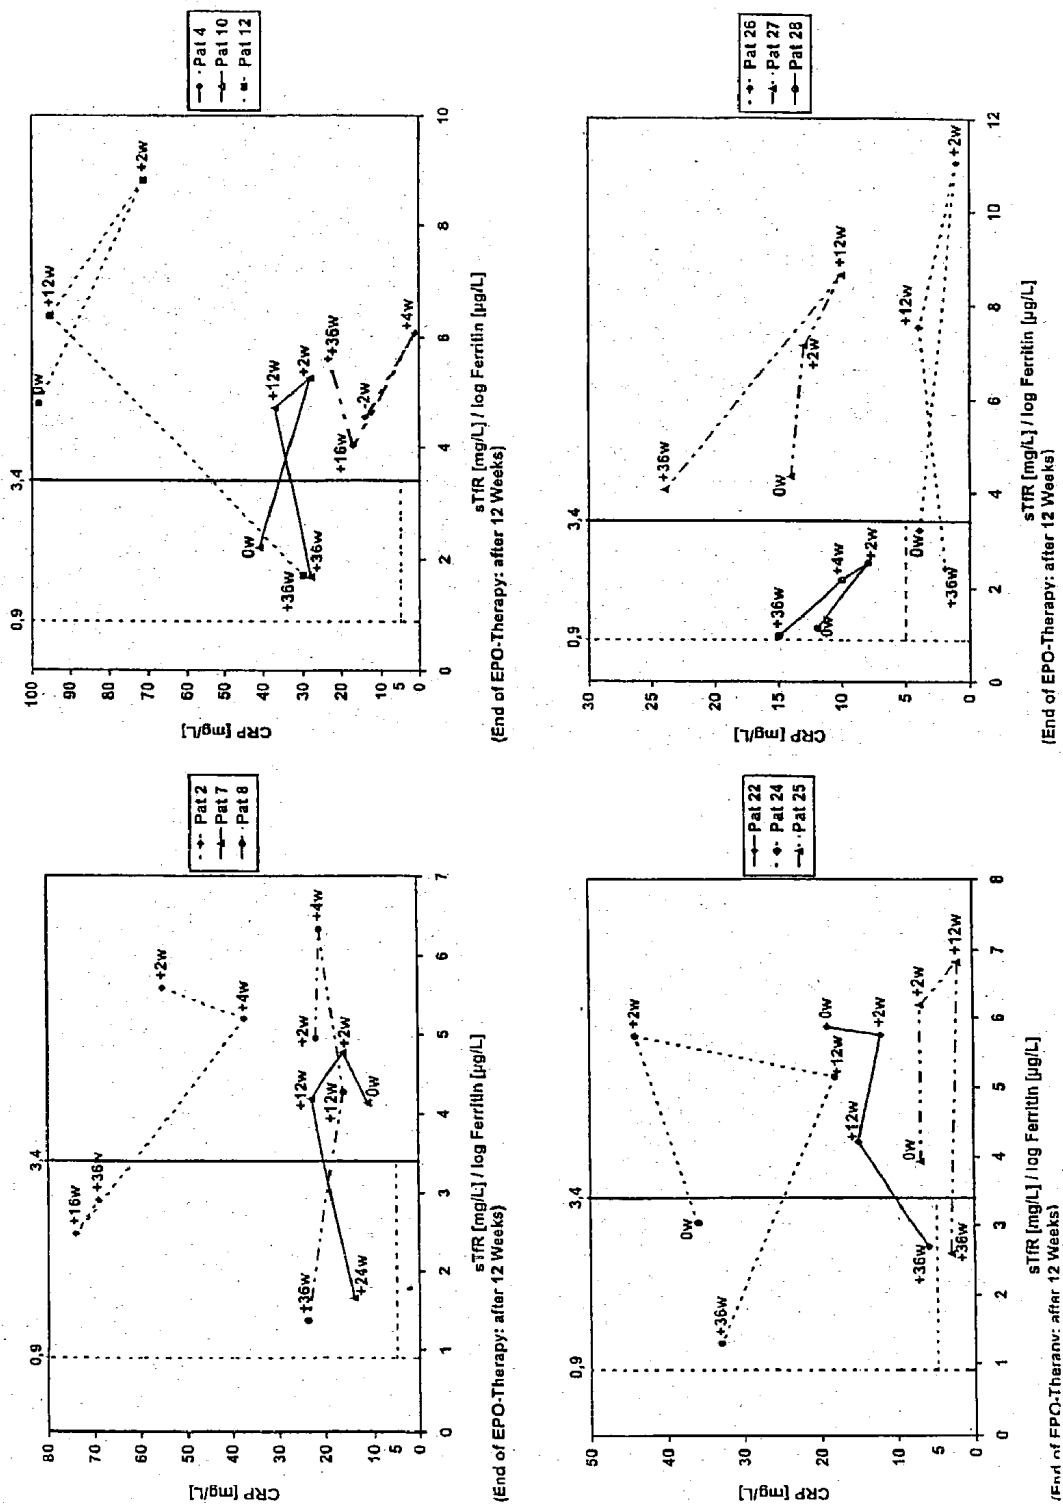 0,9
3,4
CRP [mg/L]
80
70
60
50
40
30
20
10
5
0
+16w
+36w
+2w
+4w
+2w
+4w
+12w
+12w
+2w
0w
+36w
+24w
1
2
3
4
5
6
7
sTfR [mg/L] / log Ferritin [µg/L]
(End of EPO-Therapy: after 12 Weeks)
Pat 2
Pat 7
Pat 8
0,9
3,4
CRP [mg/L]
100
90
80
70
60
50
40
30
20
10
5
0
0w
+12w
+2w
0w
+12w
+2w
+36w
+36w
+36w
+16w
-2w
+4w
0
2
4
6
8
10
sTfR [mg/L] / log Ferritin [µg/L]
(End of EPO-Therapy: after 12 Weeks)
Pat 4
Pat 10
Pat 12
0,9
3,4
CRP [mg/L]
50
40
30
20
10
5
0
+2w
0w
+36w
+12w
0w
+2w
+12w
+36w
0w
+2w
+12w
+36w
0
1
2
3
4
5
6
7
8
sTfR [mg/L] / log Ferritin [µg/L]
(End of EPO-Therapy: after 12 Weeks)
Pat 22
Pat 24
Pat 25
0,9
3,4
CRP [mg/L]
30
25
20
15
10
5
0
+36w
+36w
0w
+4w
+2w
0w
+2w
+12w
0w
+36w
+12w
+2w
0
2
4
6
8
10
12
sTfR [mg/L] / log Ferritin [µg/L]
(End of EPO-Therapy: after 12 Weeks)
Pat 26
Pat 27
Pat 28